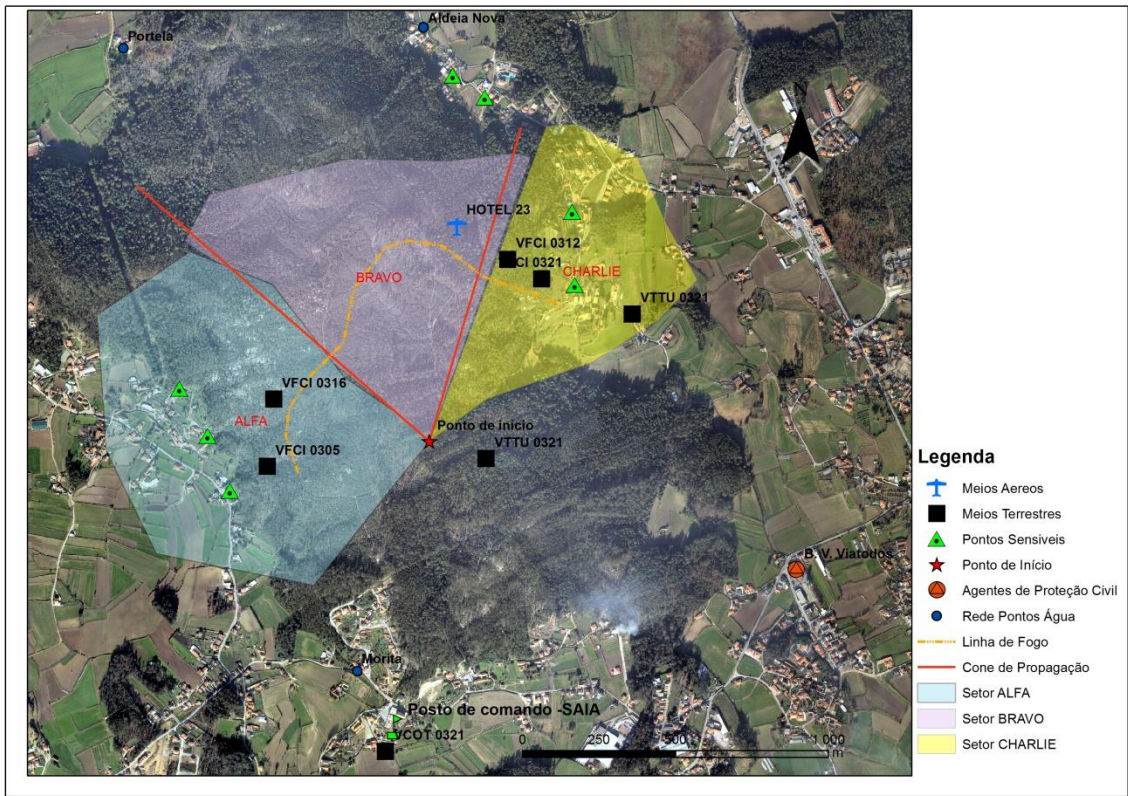 Aldeia Nova
Portela
N
HOTEL 23
VFCI 0312
CI 0321
BRAVO
CHARLIE
VTTU 0321
VFCI 0316
ALFA
Ponto de início
VFCI 0305
VTTU 0321
B. V. Viatodos
Morita
Posto de comando -SAIA
VCOT 0321
0 250 500 1 000
Legenda
Meios Aereos
Meios Terrestres
Pontos Sensiveis
Ponto de Início
Agentes de Proteção Civil
Rede Pontos Água
Linha de Fogo
Cone de Propagação
Setor ALFA
Setor BRAVO
Setor CHARLIE